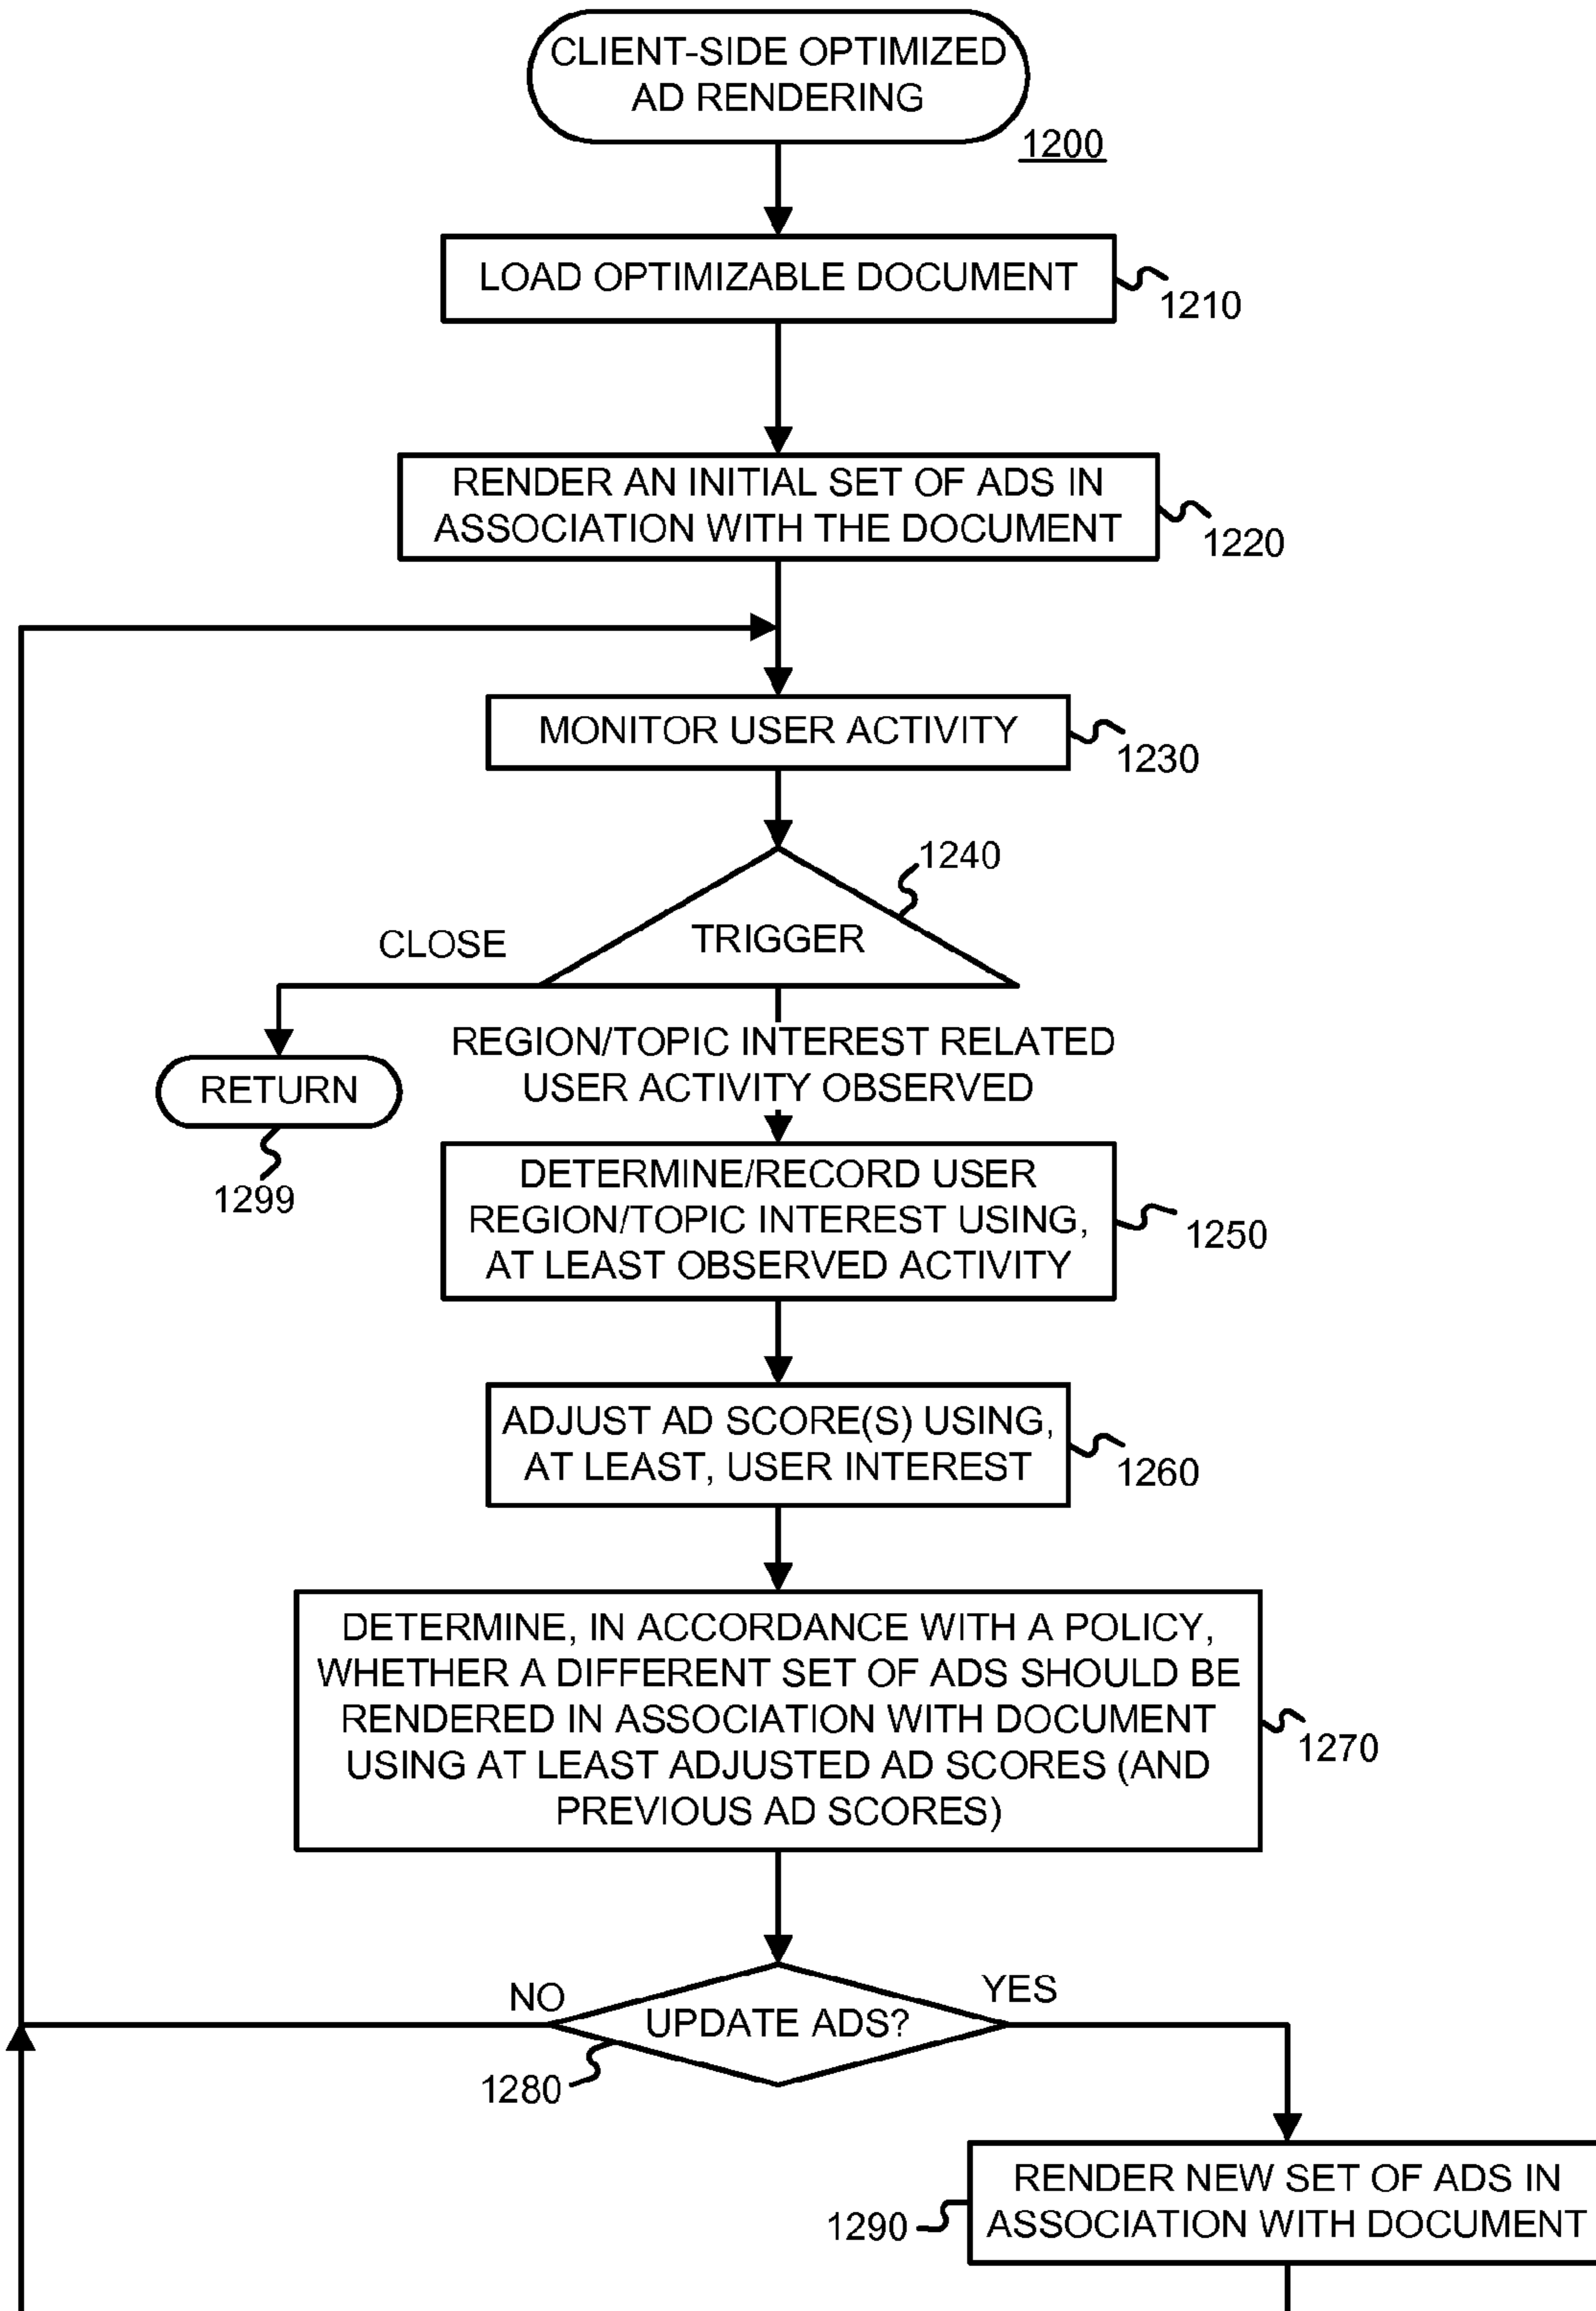 CLIENT-SIDE OPTIMIZED
AD RENDERING
1200
LOAD OPTIMIZABLE DOCUMENT
1210
RENDER AN INITIAL SET OF ADS IN
ASSOCIATION WITH THE DOCUMENT
1220
MONITOR USER ACTIVITY
1230
1240
TRIGGER
CLOSE
REGION/TOPIC INTEREST RELATED
USER ACTIVITY OBSERVED
RETURN
1299
DETERMINE/RECORD USER
REGION/TOPIC INTEREST USING,
AT LEAST OBSERVED ACTIVITY
1250
ADJUST AD SCORE(S) USING,
AT LEAST, USER INTEREST
1260
DETERMINE, IN ACCORDANCE WITH A POLICY,
WHETHER A DIFFERENT SET OF ADS SHOULD BE
RENDERED IN ASSOCIATION WITH DOCUMENT
USING AT LEAST ADJUSTED AD SCORES (AND
PREVIOUS AD SCORES)
1270
NO
YES
UPDATE ADS?
1280
RENDER NEW SET OF ADS IN
ASSOCIATION WITH DOCUMENT
1290